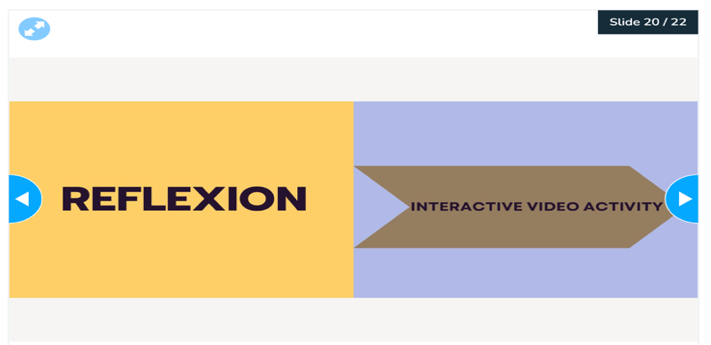 Slide 20 / 22
REFLEXION
INTERACTIVE VIDEO ACTIVITY